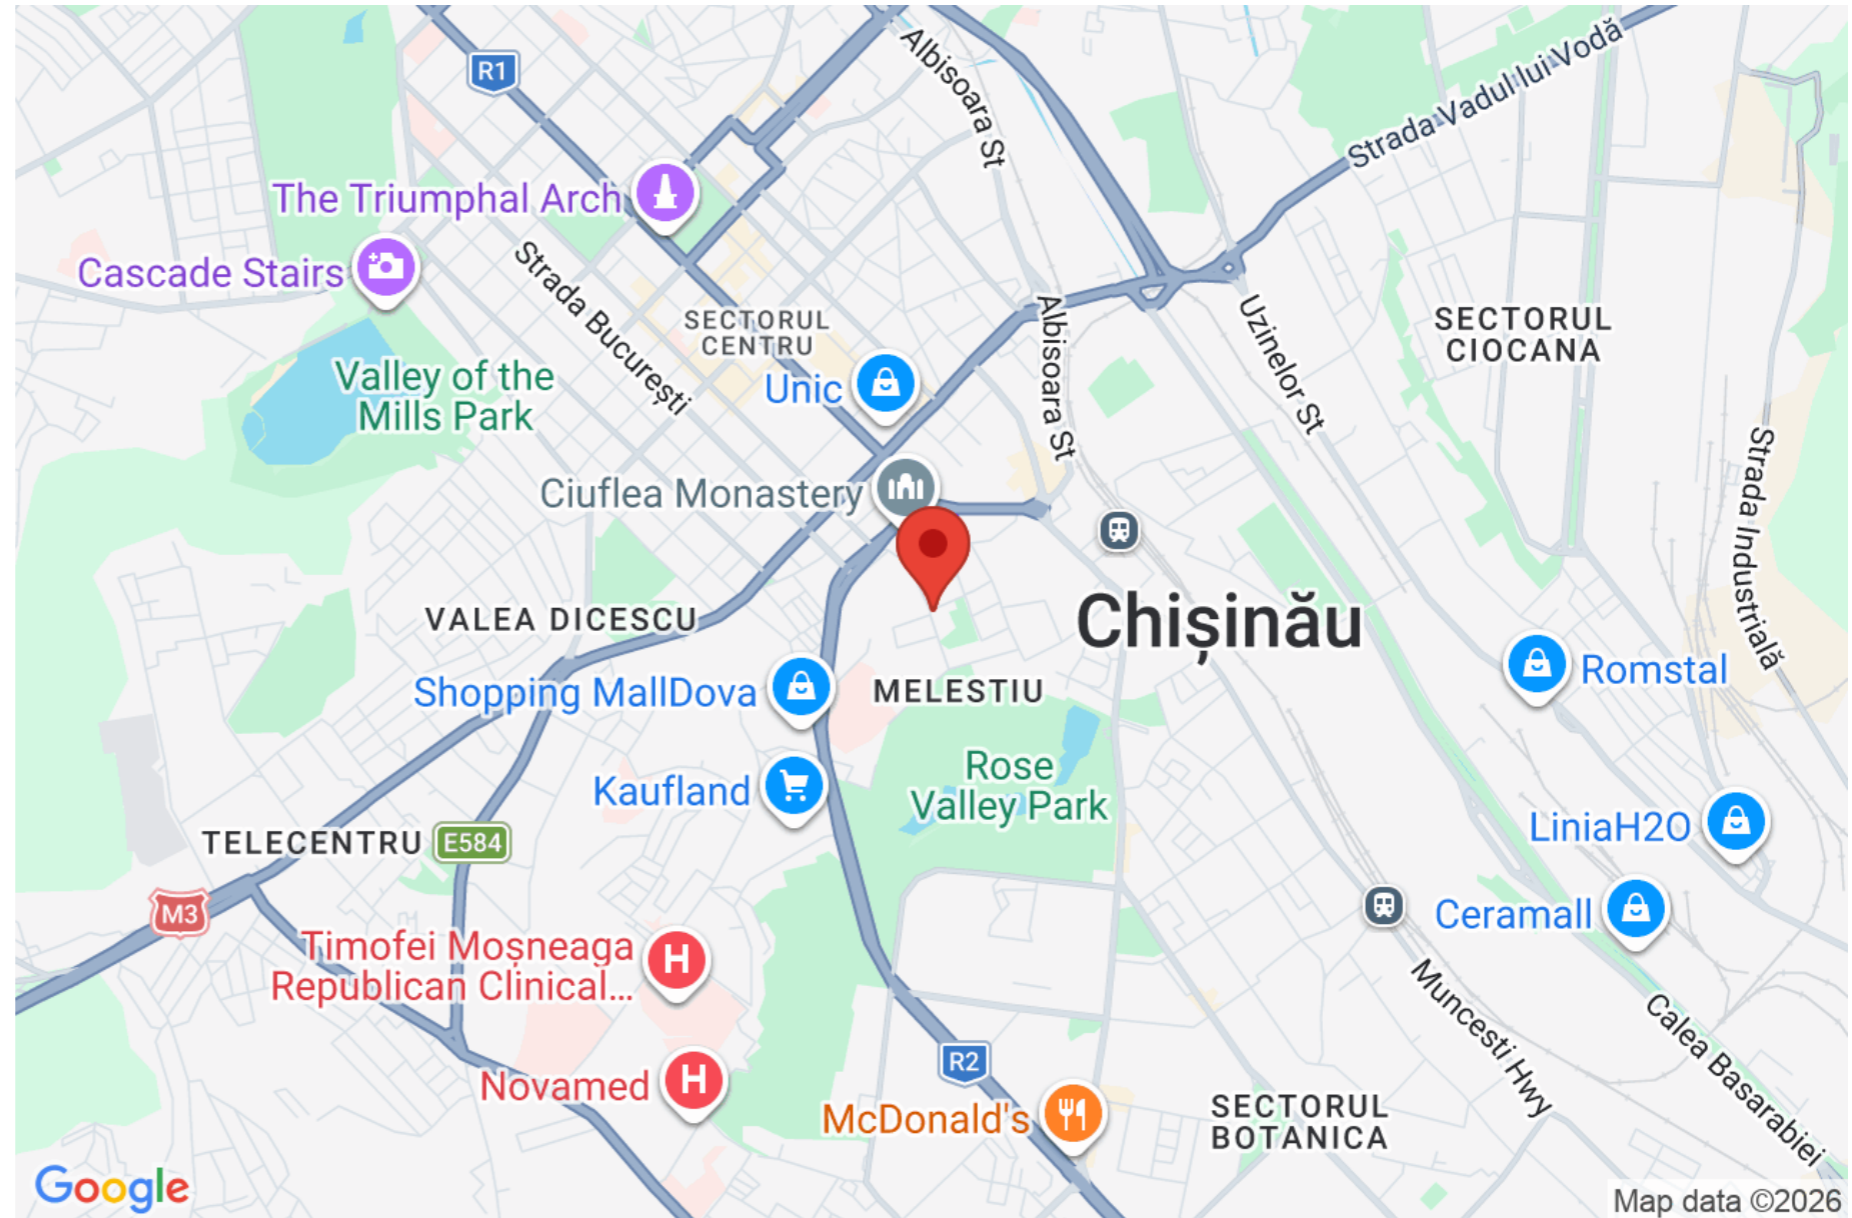 R1
Albisoara St
Strada Vadul lui Vodă
The Triumphal Arch
Cascade Stairs
Strada București
SECTORUL
CENTRU
Albisoara St
Uzinelor St
SECTORUL
CIOCANA
Valley of the
Mills Park
Unic
Strada Industrială
Ciuflea Monastery
VALEA DICESCU
Chișinău
Shopping MallDova
MELESTIU
Romstal
Rose
Valley Park
Kaufland
LiniaH2O
TELECENTRU
E584
M3
Ceramall
Timofei Moșneaga
Republican Clinical...
H
Muncesti Hwy
Calea Basarabiei
R2
Novamed
H
McDonald's
SECTORUL
BOTANICA
Google
Map data ©2026